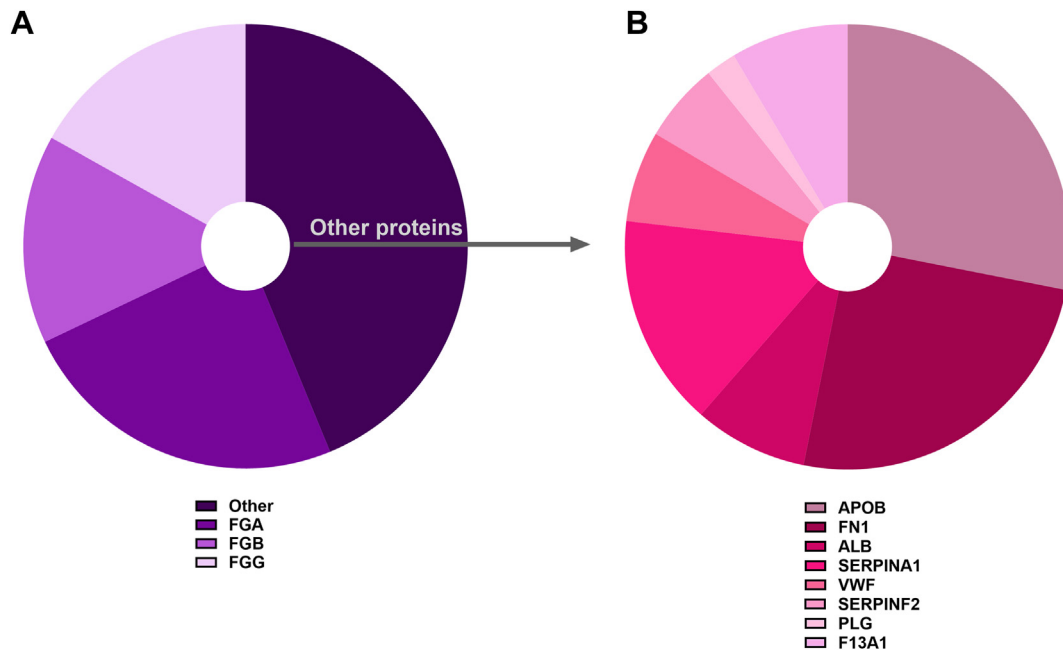 A
B
Other proteins
Other
FGA
FGB
FGG
APOB
FN1
ALB
SERPINA1
VWF
SERPINF2
PLG
F13A1